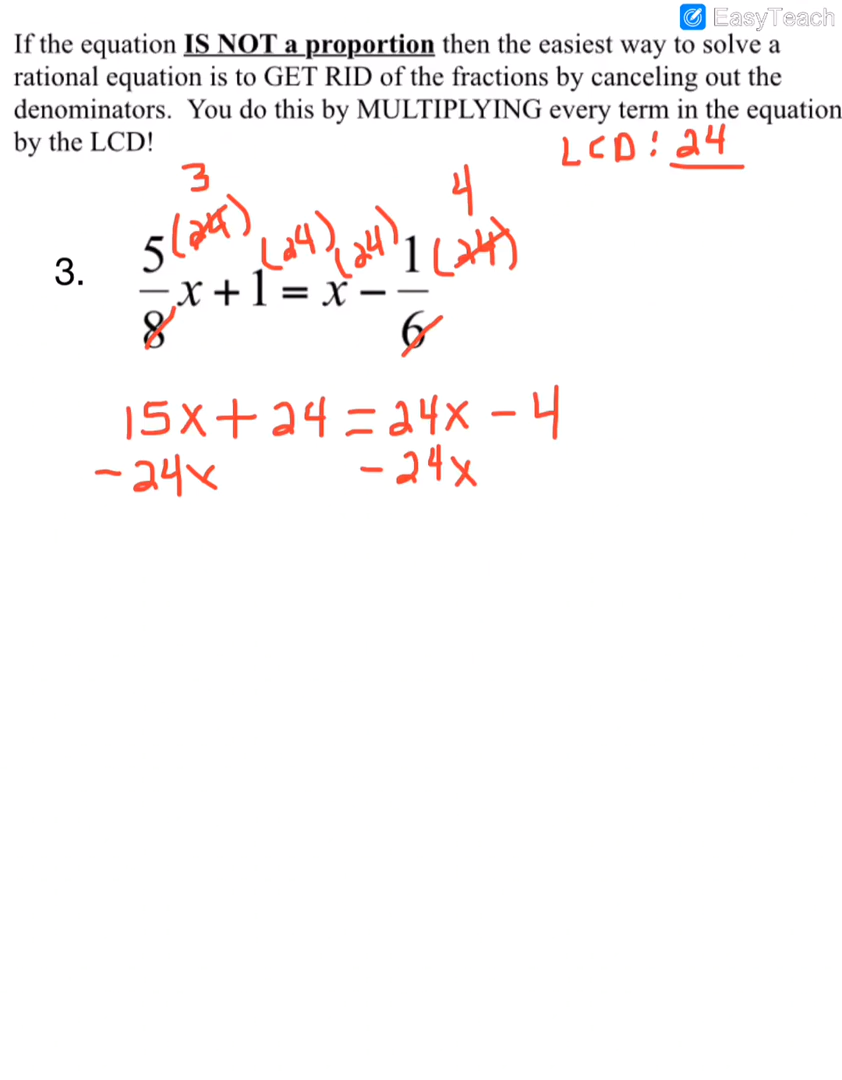 EasyTeach
If the equation IS NOT a proportion then the easiest way to solve a
rational equation is to GET RID of the fractions by canceling out the
denominators. You do this by MULTIPLYING every term in the equation
by the LCD!
LCD: 24
3 4
5(24) (24) (24) 1(24)
3. x + 1 = x −
8 6
15x + 24 = 24x - 4
-24x -24x